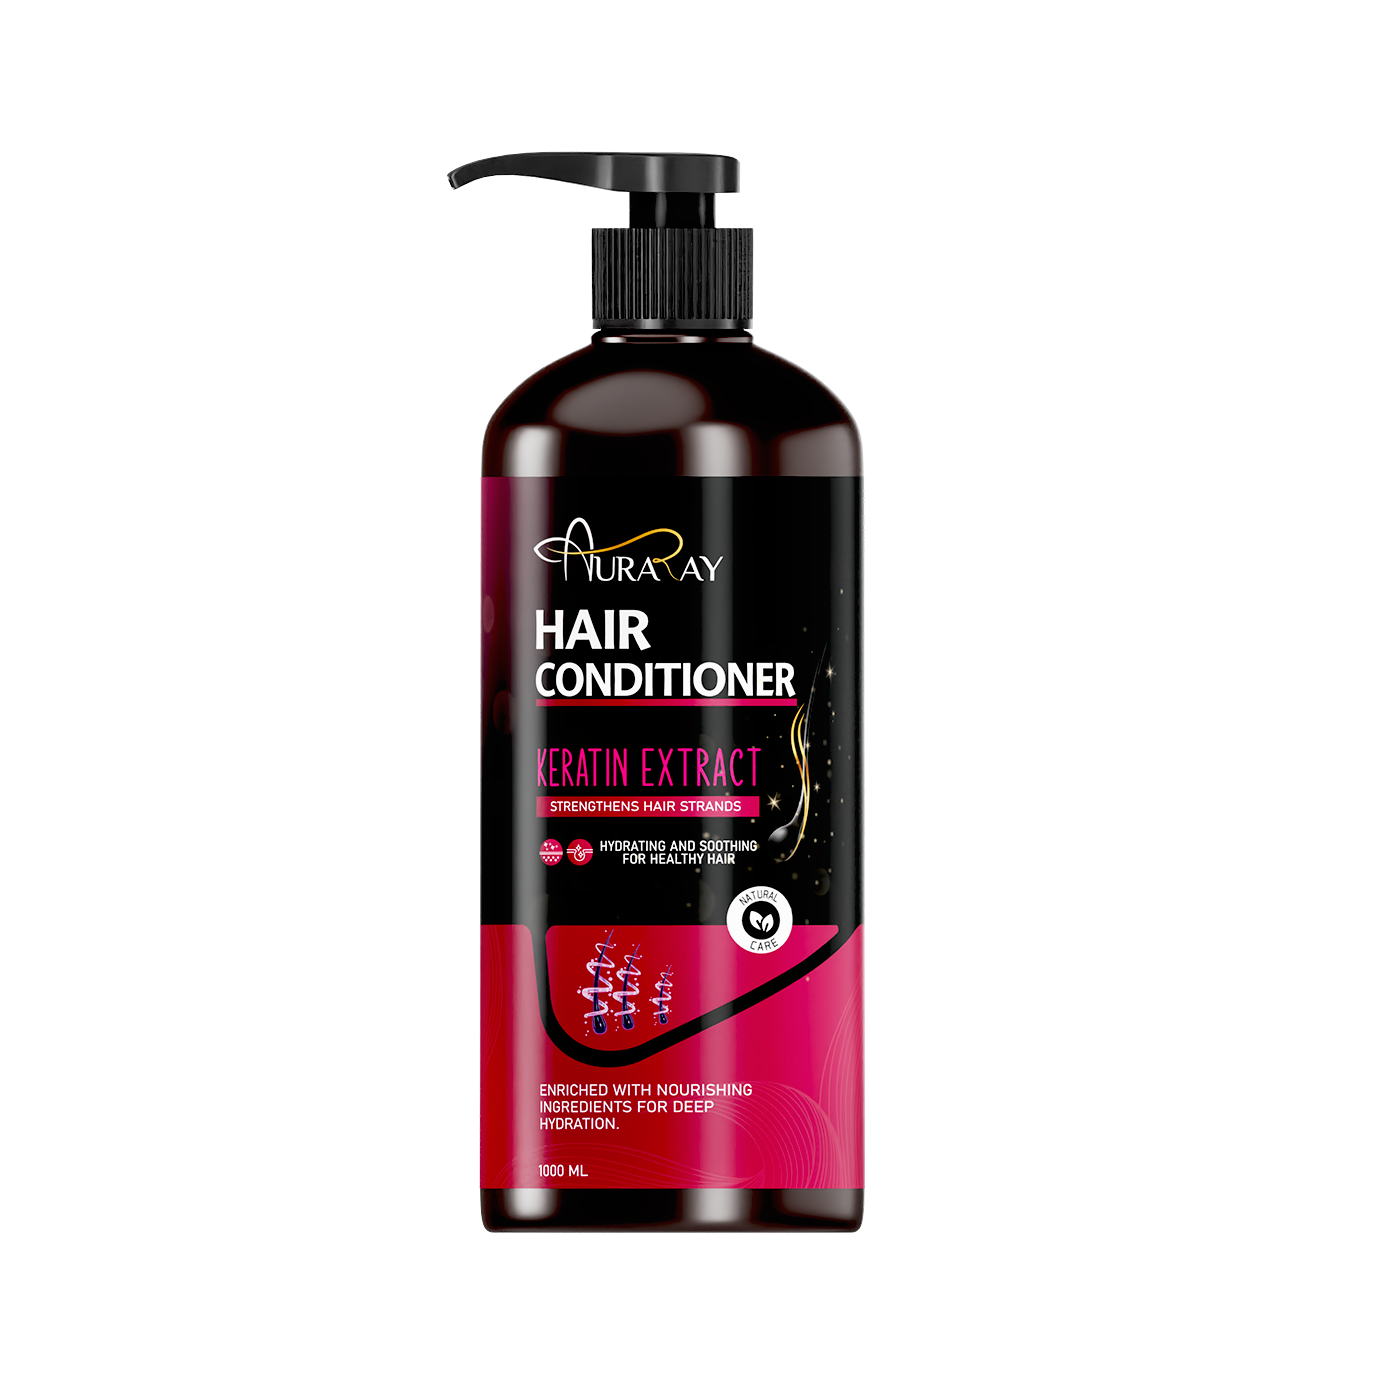 AURARAY
HAIR
CONDITIONER
KERATIN EXTRACT
STRENGTHENS HAIR STRANDS
HYDRATING AND SOOTHING
FOR HEALTHY HAIR
NATURAL
CARE
ENRICHED WITH NOURISHING
INGREDIENTS FOR DEEP
HYDRATION.
1000 ML